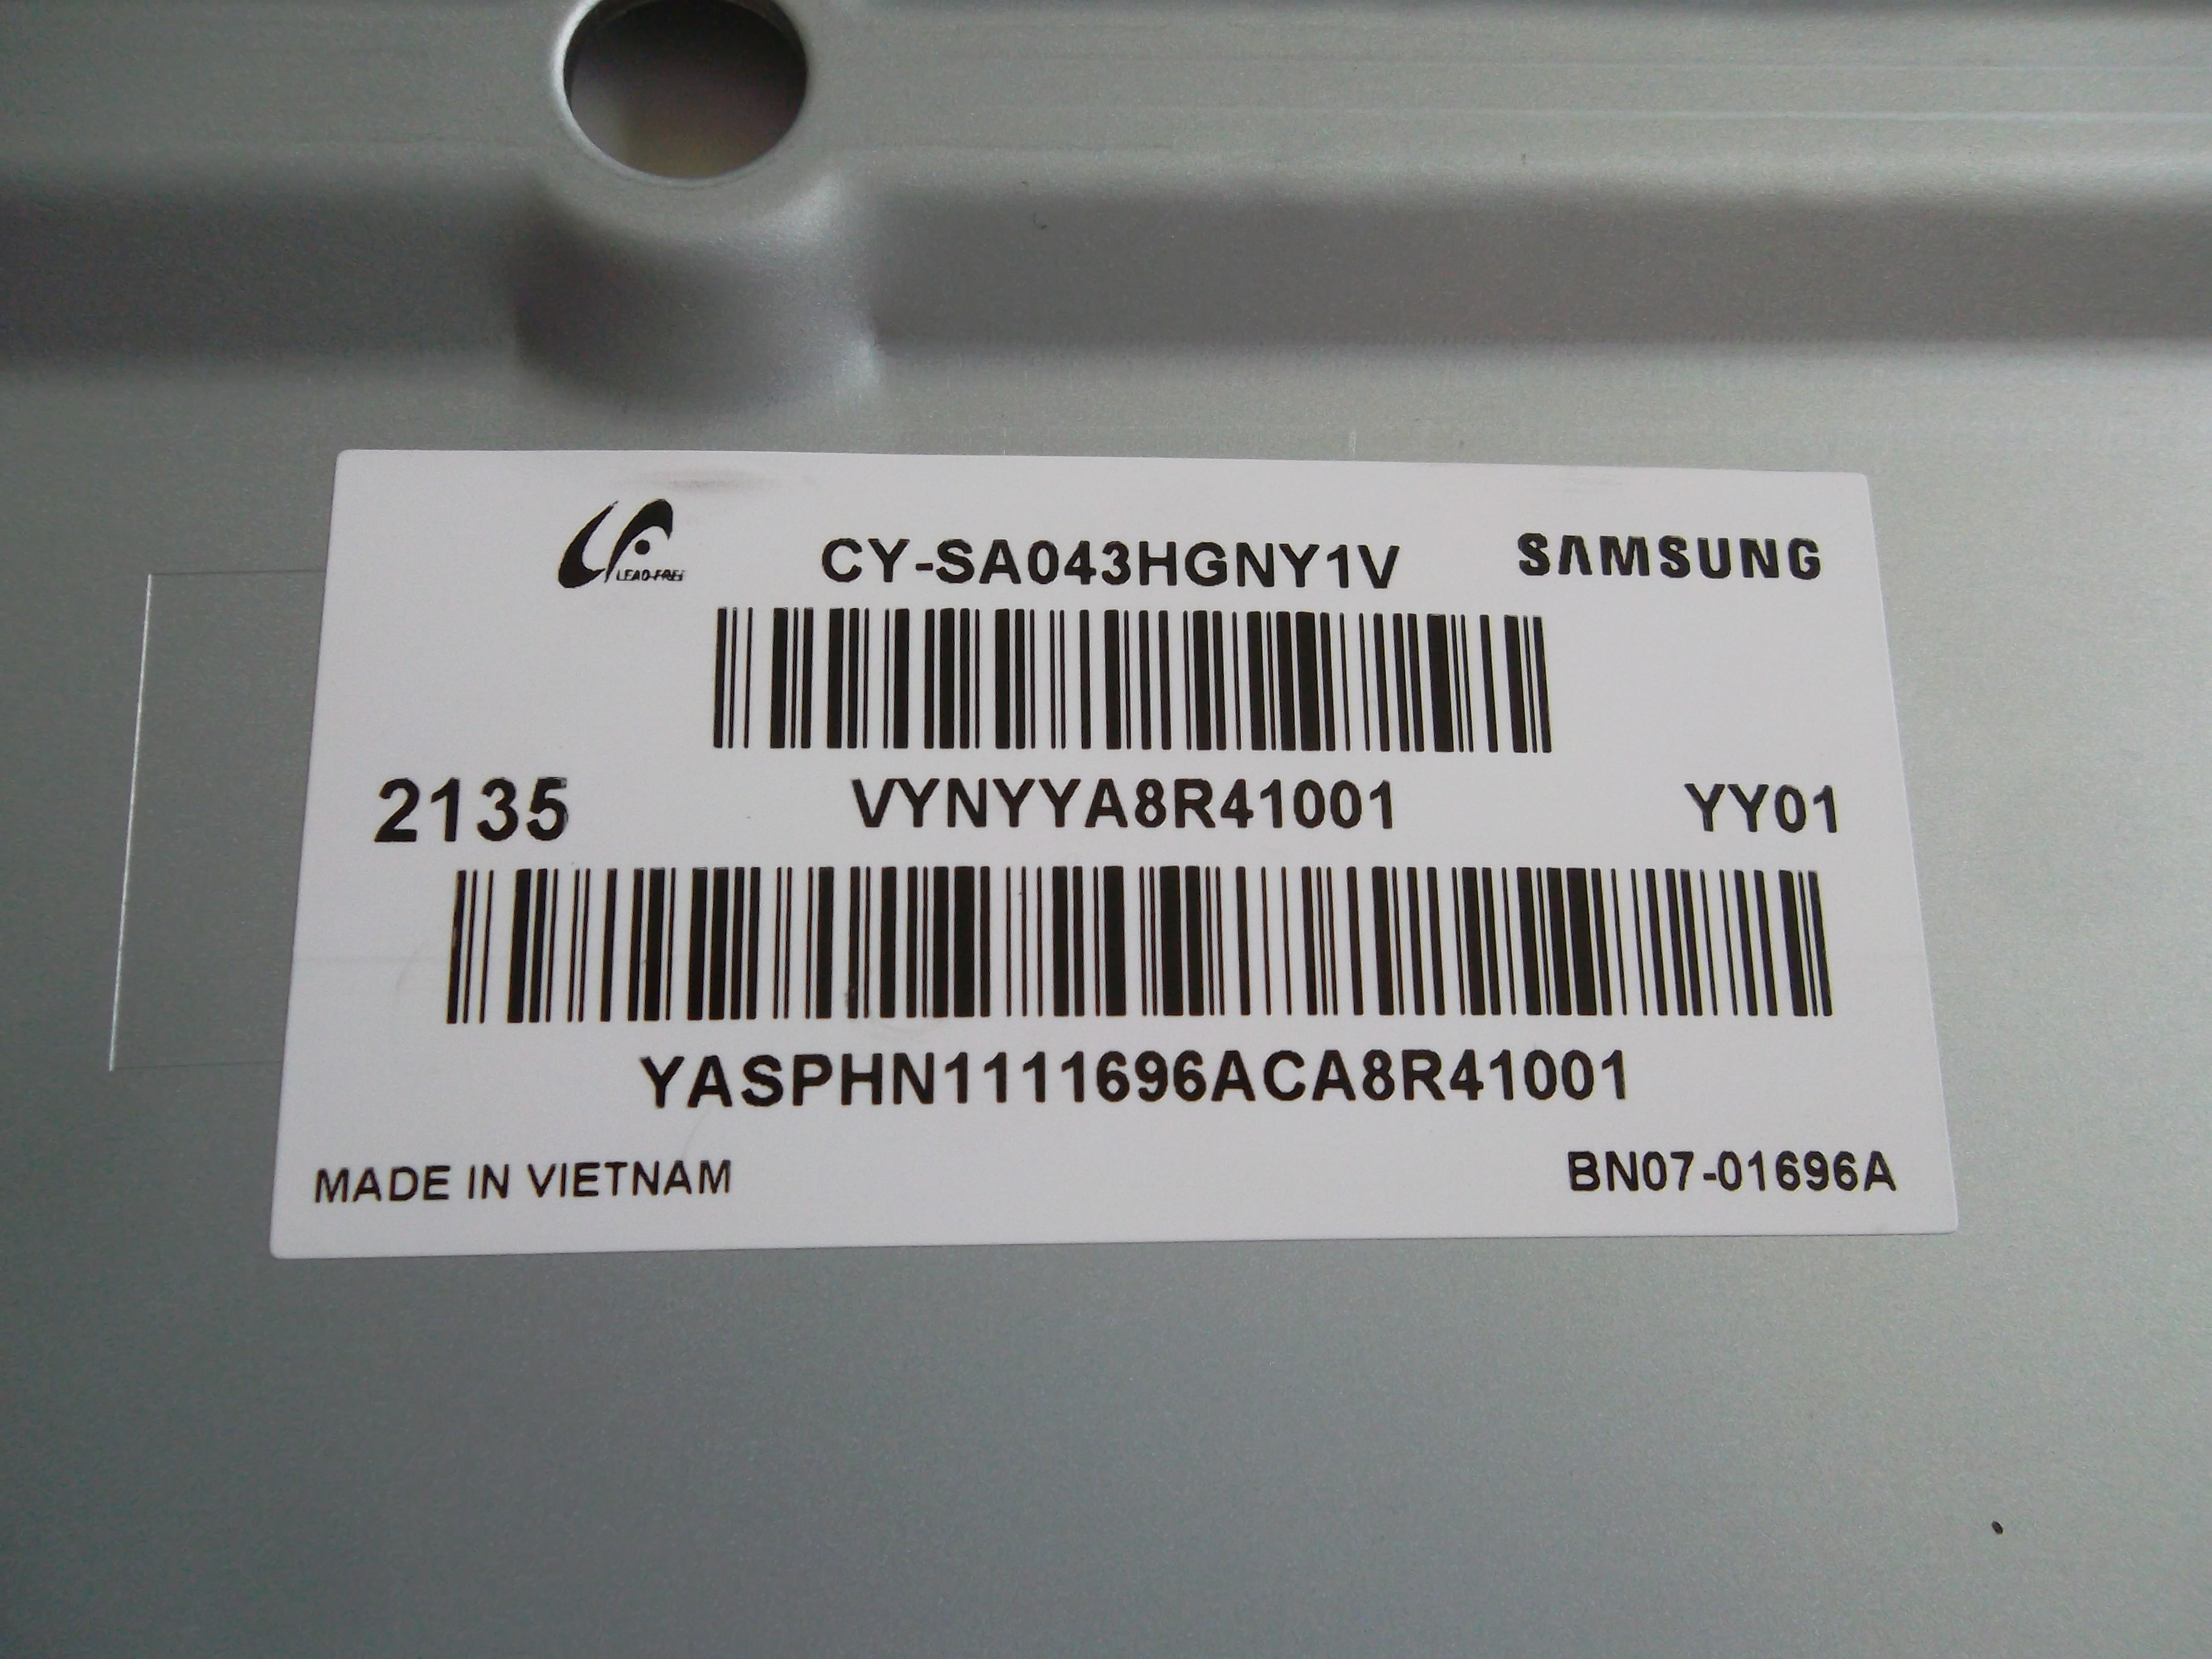 LEAD-FREE
CY-SA043HGNY1V
SAMSUNG
2135
VYNYYA8R41001
YY01
YASPHN1111696ACA8R41001
MADE IN VIETNAM
BN07-01696A